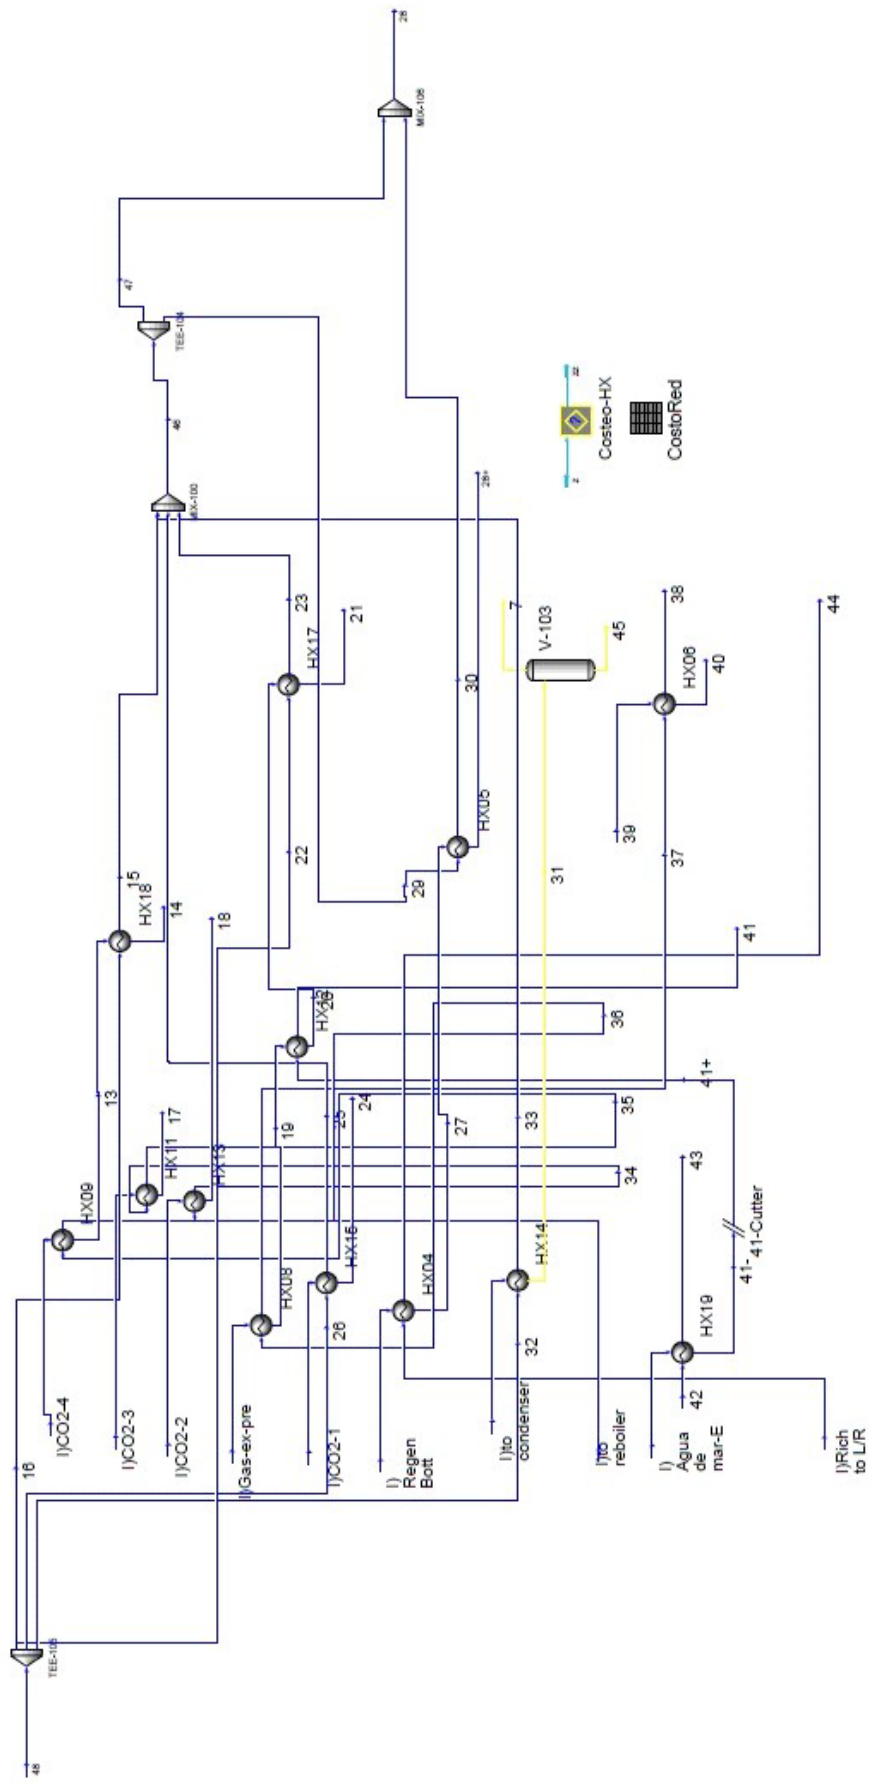 28
MIX-106
47
TEE-104
46
MIX-100
Costeo-HX
2
CostoRed
28+
23
21
HX17
7
V-103
45
38
HX06
40
44
30
15
HX18
14
18
22
29
HX05
31
39
37
41
HX12
20
36
13
17
HX11
HX13
19
25
24
27
33
35
34
41+
43
HX09
HX08
HX04
HX14
41-
41-Cutter
HX19
26
32
42
16
I)CO2-4
I)CO2-3
I)CO2-2
I)Gas-ex-pre
I)CO2-1
I)
Regen
Bott
I)to
condenser
I)to
reboiler
I)
Agua
de
mar-E
I)Rich
to L/R
TEE-105
48